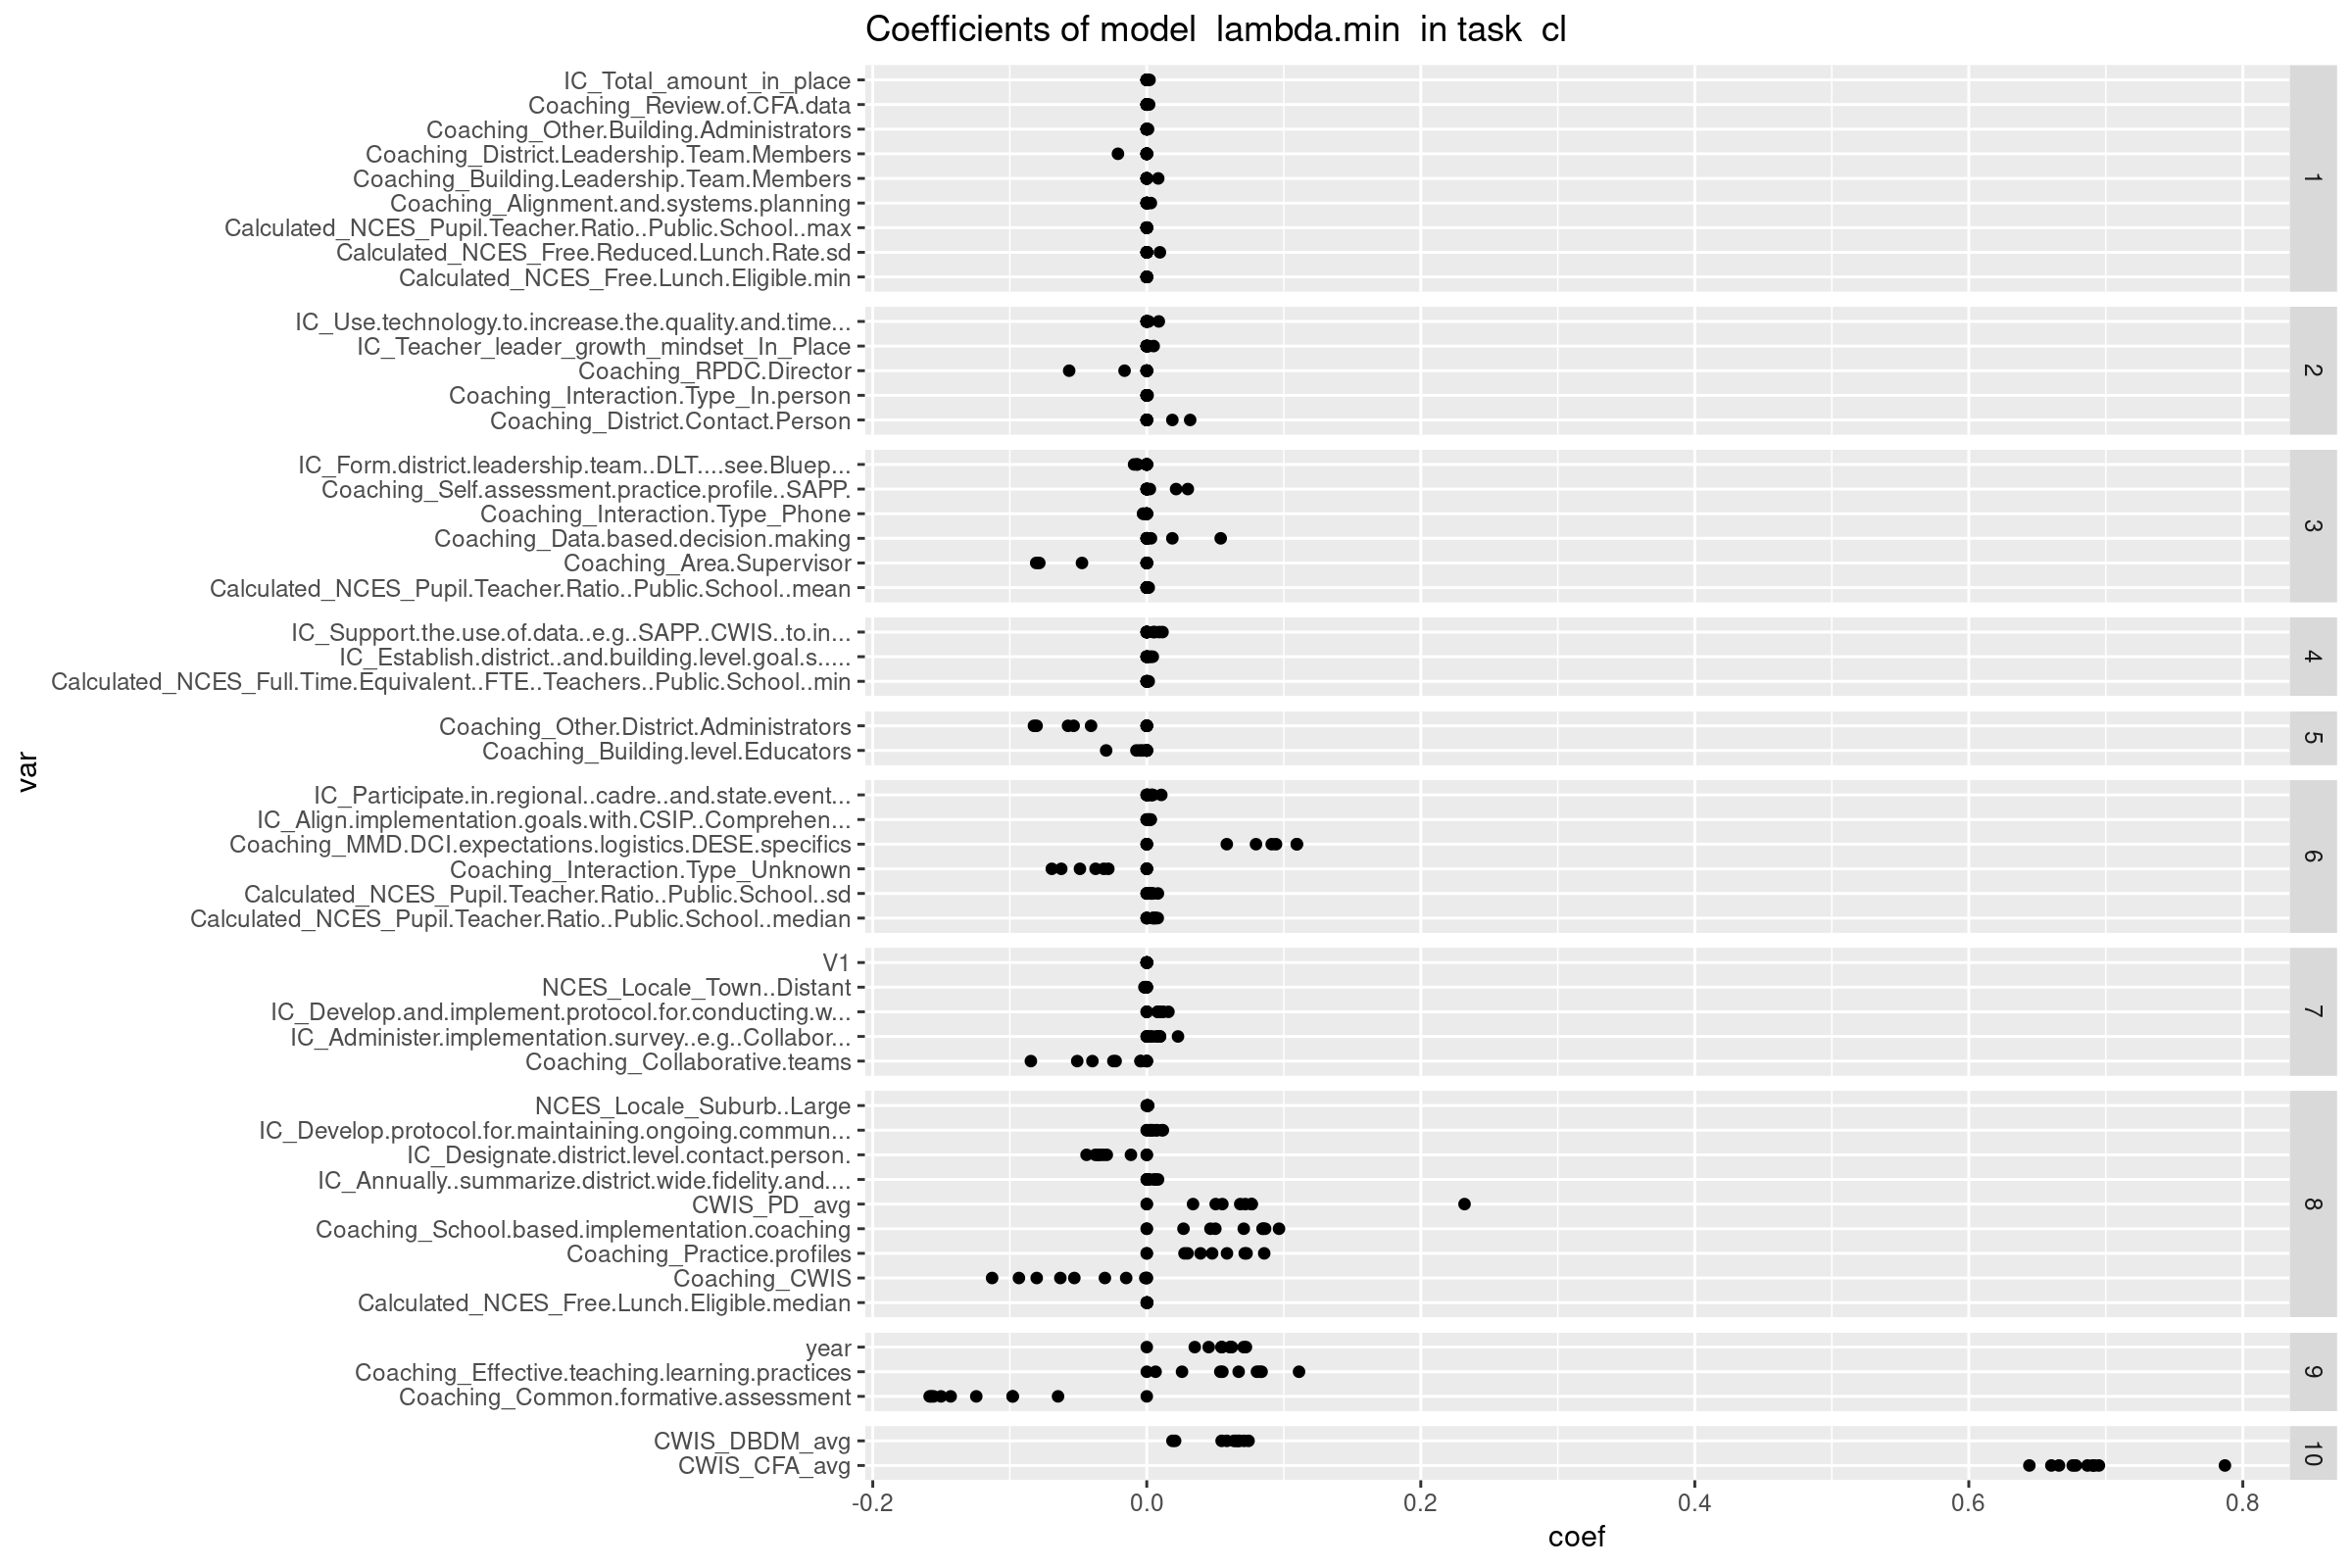 Coefficients of model  lambda.min  in task  cl
IC_Total_amount_in_place
Coaching_Review.of.CFA.data
Coaching_Other.Building.Administrators
Coaching_District.Leadership.Team.Members
Coaching_Building.Leadership.Team.Members
Coaching_Alignment.and.systems.planning
Calculated_NCES_Pupil.Teacher.Ratio..Public.School..max
Calculated_NCES_Free.Reduced.Lunch.Rate.sd
Calculated_NCES_Free.Lunch.Eligible.min
1
IC_Use.technology.to.increase.the.quality.and.time...
IC_Teacher_leader_growth_mindset_In_Place
Coaching_RPDC.Director
Coaching_Interaction.Type_In.person
Coaching_District.Contact.Person
2
IC_Form.district.leadership.team..DLT....see.Bluep...
Coaching_Self.assessment.practice.profile..SAPP.
Coaching_Interaction.Type_Phone
Coaching_Data.based.decision.making
Coaching_Area.Supervisor
Calculated_NCES_Pupil.Teacher.Ratio..Public.School..mean
3
IC_Support.the.use.of.data..e.g..SAPP..CWIS..to.in...
IC_Establish.district..and.building.level.goal.s.....
Calculated_NCES_Full.Time.Equivalent..FTE..Teachers..Public.School..min
4
Coaching_Other.District.Administrators
Coaching_Building.level.Educators
5
IC_Participate.in.regional..cadre..and.state.event...
IC_Align.implementation.goals.with.CSIP..Comprehen...
Coaching_MMD.DCI.expectations.logistics.DESE.specifics
Coaching_Interaction.Type_Unknown
Calculated_NCES_Pupil.Teacher.Ratio..Public.School..sd
Calculated_NCES_Pupil.Teacher.Ratio..Public.School..median
6
V1
NCES_Locale_Town..Distant
IC_Develop.and.implement.protocol.for.conducting.w...
IC_Administer.implementation.survey..e.g..Collabor...
Coaching_Collaborative.teams
7
NCES_Locale_Suburb..Large
IC_Develop.protocol.for.maintaining.ongoing.commun...
IC_Designate.district.level.contact.person.
IC_Annually..summarize.district.wide.fidelity.and....
CWIS_PD_avg
Coaching_School.based.implementation.coaching
Coaching_Practice.profiles
Coaching_CWIS
Calculated_NCES_Free.Lunch.Eligible.median
8
year
Coaching_Effective.teaching.learning.practices
Coaching_Common.formative.assessment
9
CWIS_DBDM_avg
CWIS_CFA_avg
10
-0.2 0.0 0.2 0.4 0.6 0.8
coef
var